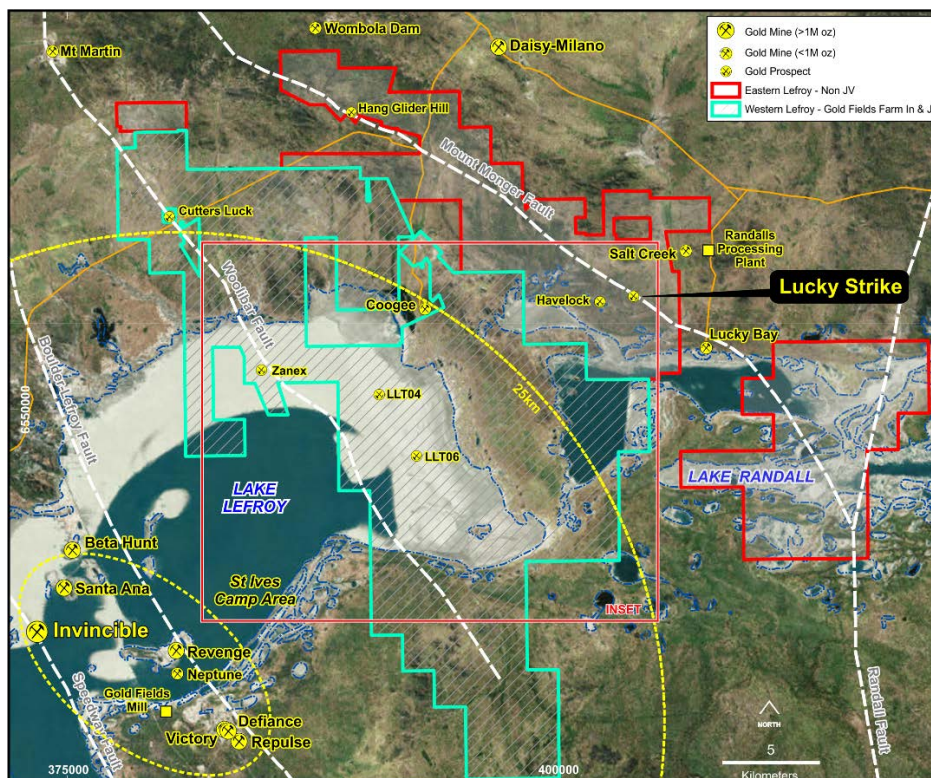 Wombola Dam
Mt Martin
Daisy-Milano
Gold Mine (>1M oz)
Gold Mine (<1M oz)
Gold Prospect
Eastern Lefroy - Non JV
Western Lefroy - Gold Fields Farm In & J
Hang Glider Hill
Mount Monger Fault
Cutters Luck
Woolibar Fault
Salt Creek
Randalls
Processing
Plant
Lucky Strike
Havelock
Coogee
Lucky Bay
Boulder-Lefroy Fault
6550000
Zanex
LLT04
25km
LLT06
LAKE
LEFROY
LAKE RANDALL
Beta Hunt
Santa Ana
St Ives
Camp Area
INSET
Invincible
Revenge
Neptune
Speedway Fault
Gold Fields
Mill
Defiance
Victory
Repulse
Randall Fault
NORTH
5
Kilometers
375000
400000